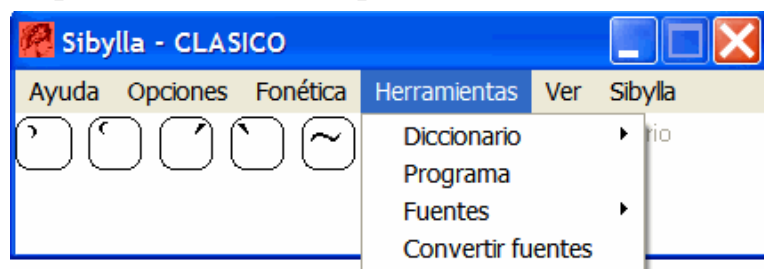 Sibylla - CLASICO
Ayuda Opciones Fonética Herramientas Ver Sibylla
Diccionario
Programa
Fuentes
Convertir fuentes